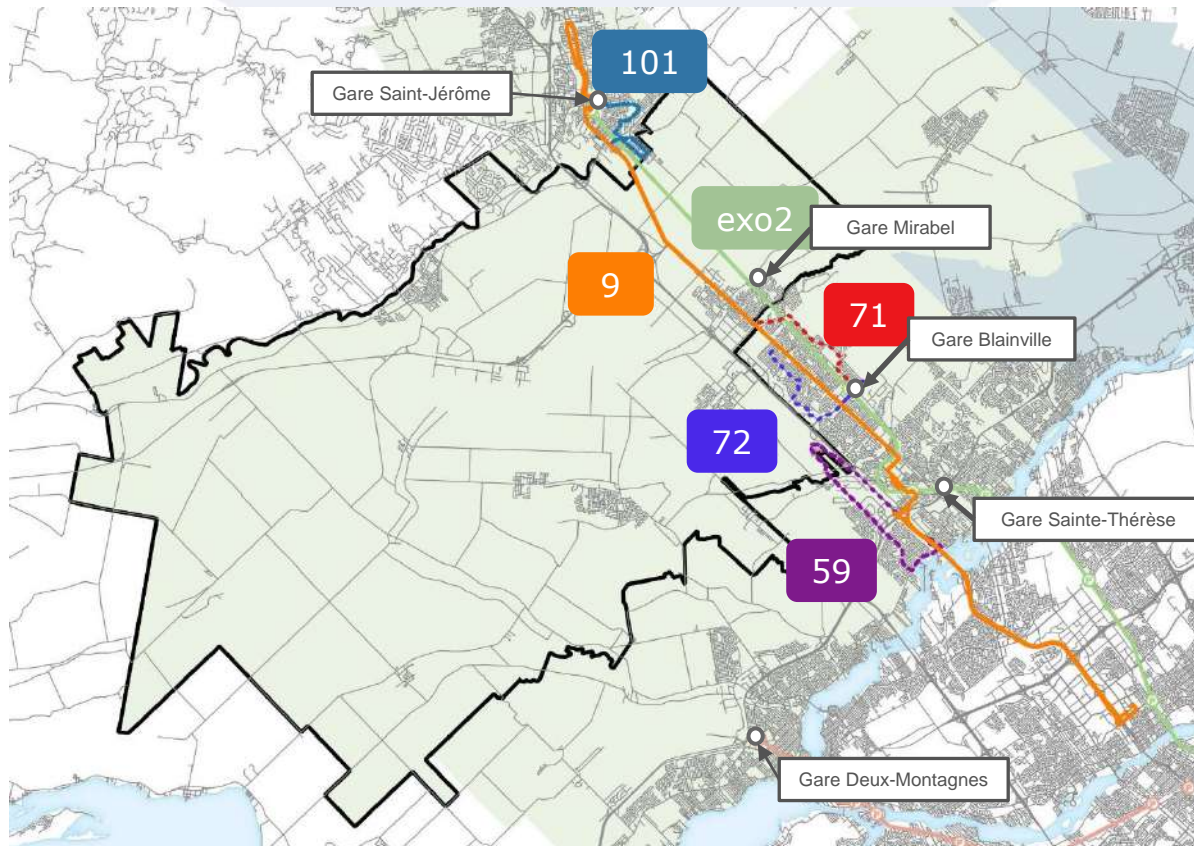 101
Gare Saint-Jérôme
exo2
Gare Mirabel
9
71
Gare Blainville
72
Gare Sainte-Thérèse
59
Gare Deux-Montagnes